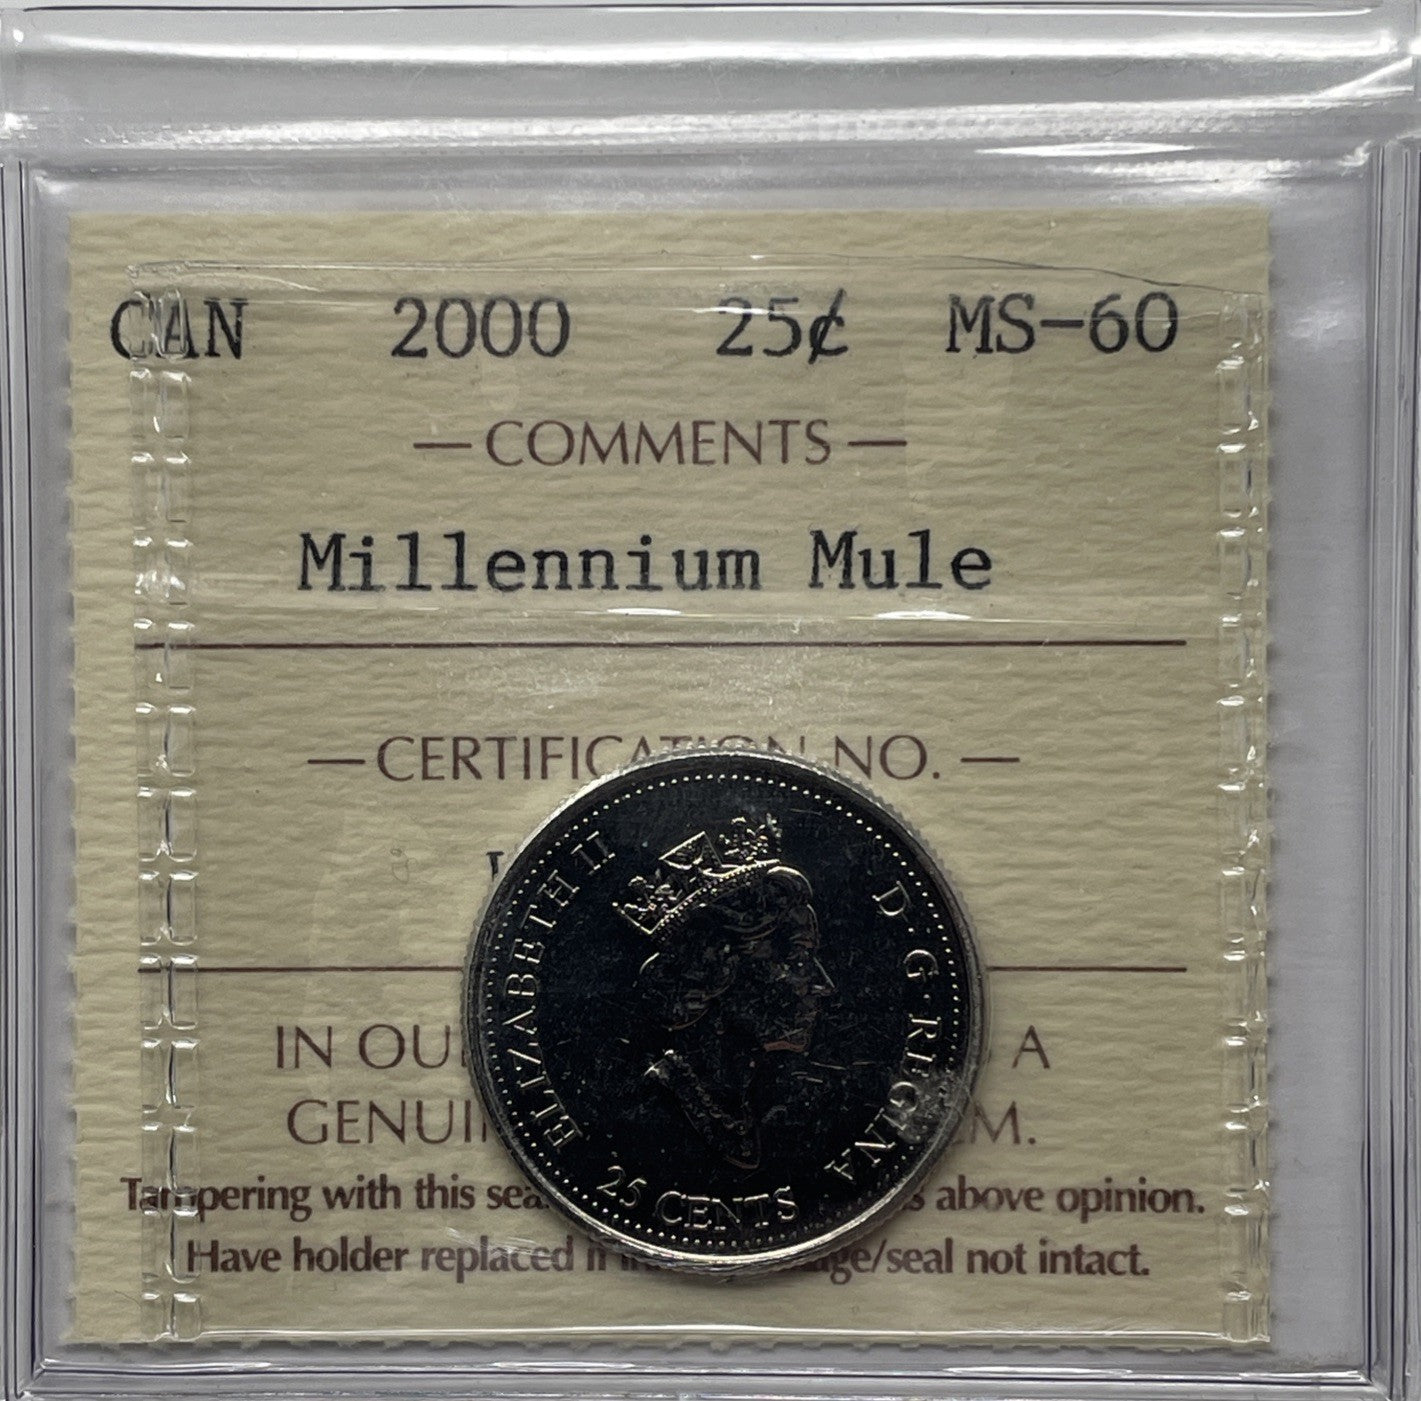 CAN 2000 25¢ MS-60
— COMMENTS —
Millennium Mule
— CERTIFICATION NO. —
IN OU A
GENUI M.
Tampering with this sea above opinion.
Have holder replaced ge/seal not intact.
ELIZABETH II D·G·REGINA
25 CENTS